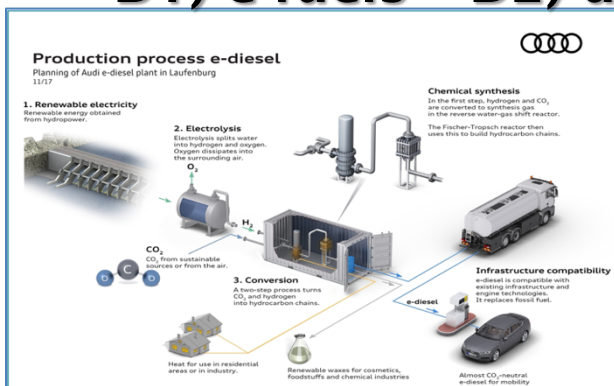 Production process e-diesel
Planning of Audi e-diesel plant in Laufenburg
11/17
1. Renewable electricity
Renewable energy obtained
from hydropower.
2. Electrolysis
Electrolysis splits water
into hydrogen and oxygen.
Oxygen dissipates into
the surrounding air.
O₂
H₂
Chemical synthesis
In the first step, hydrogen and CO₂
are converted to synthesis gas
in the reverse water-gas shift reactor.
The Fischer-Tropsch reactor then
uses this to build hydrocarbon chains.
CO₂
CO₂ from sustainable
sources or from the air.
O C O
3. Conversion
A two-step process turns
CO₂ and hydrogen
into hydrocarbon chains.
Infrastructure compatibility
e-diesel is compatible with
existing infrastructure and
engine technologies.
It replaces fossil fuel.
e-diesel
Heat for use in residential
areas or in industry.
Renewable waxes for cosmetics,
foodstuffs and chemical industries
Almost CO₂-neutral
e-diesel for mobility